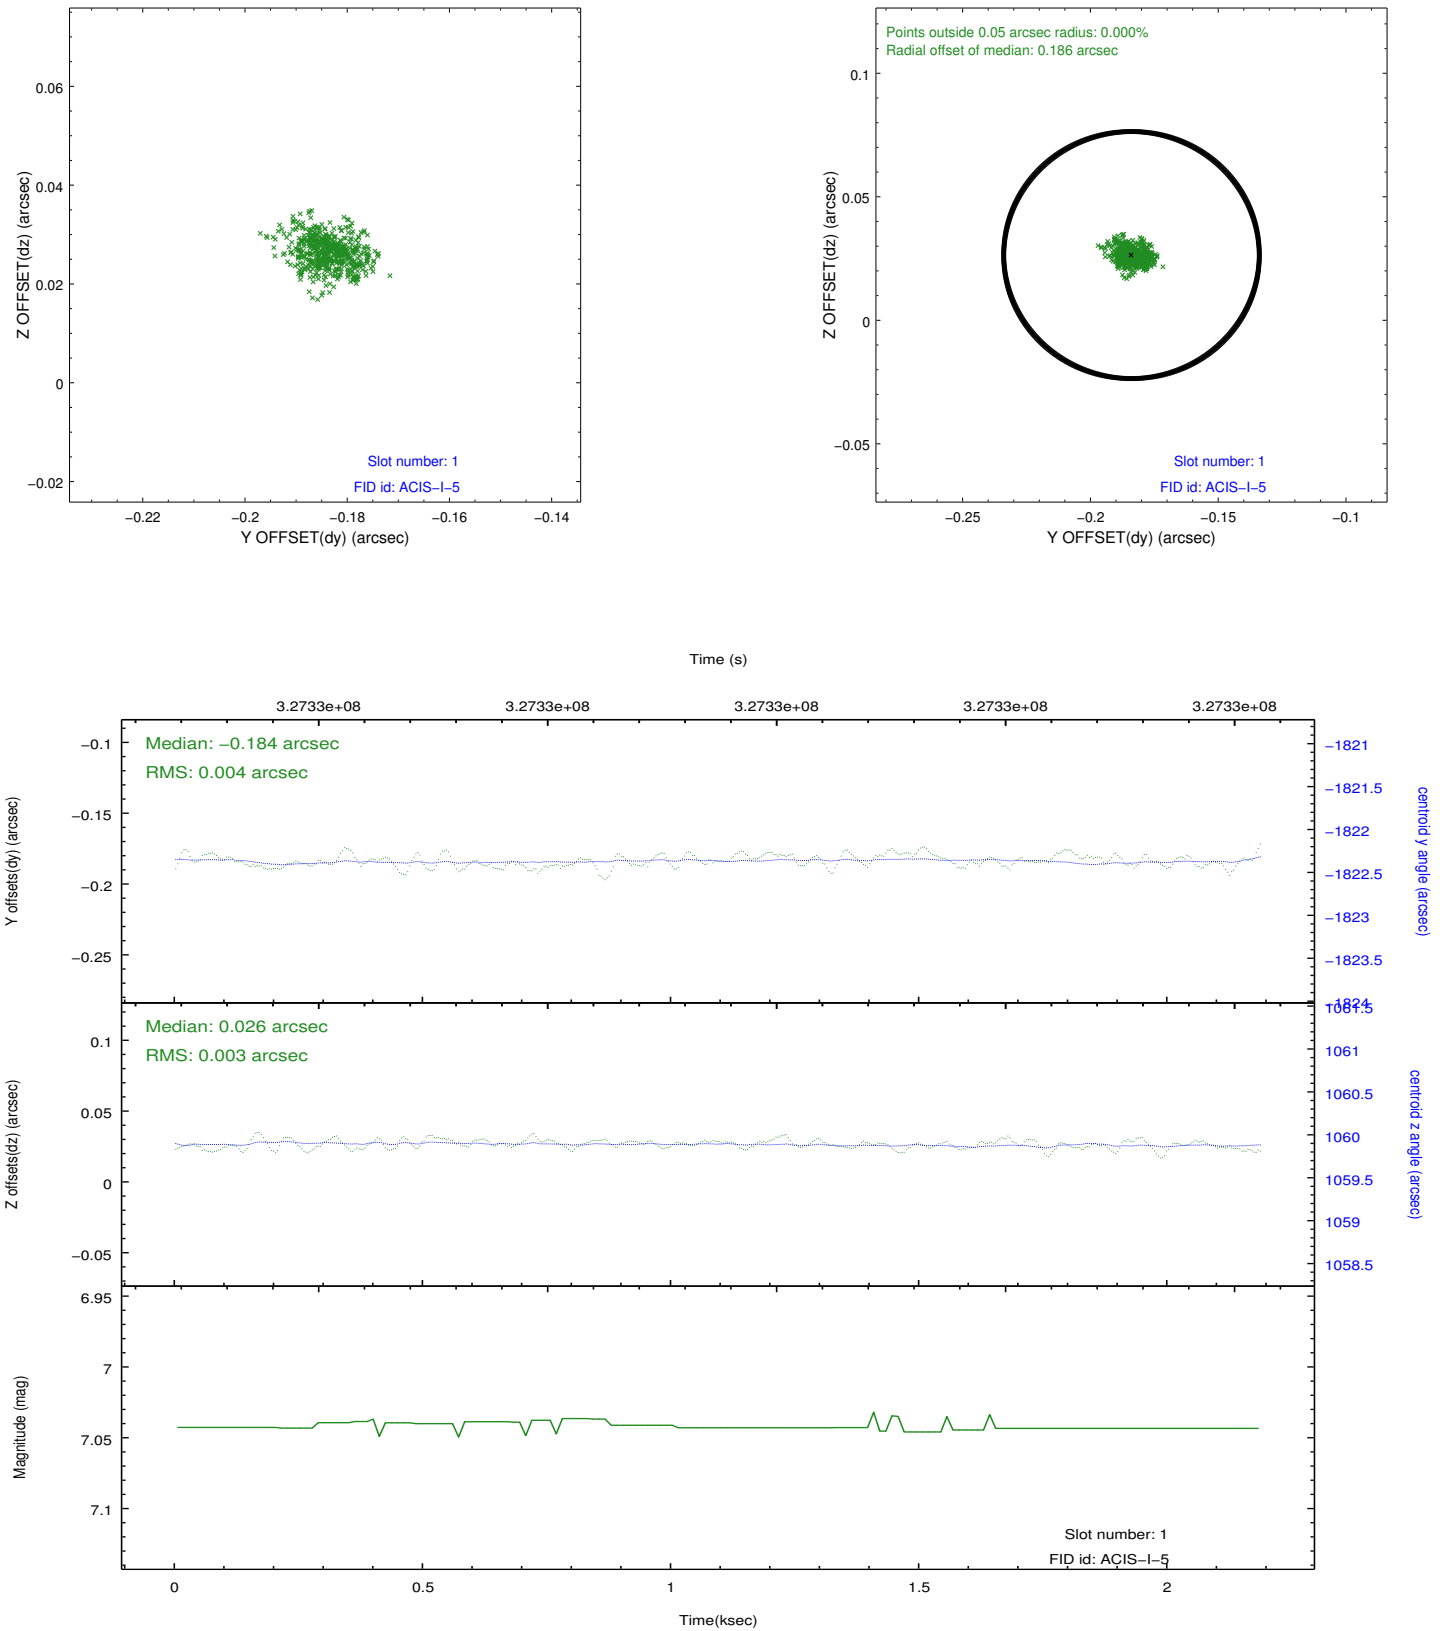 0.06
0.04
0.02
0
−0.02
Z OFFSET(dz) (arcsec)
Slot number: 1
FID id: ACIS−I−5
−0.22
−0.2
−0.18
−0.16
−0.14
Y OFFSET(dy) (arcsec)
Points outside 0.05 arcsec radius: 0.000%
Radial offset of median: 0.186 arcsec
0.1
0.05
0
−0.05
Z OFFSET(dz) (arcsec)
Slot number: 1
FID id: ACIS−I−5
−0.25
−0.2
−0.15
−0.1
Y OFFSET(dy) (arcsec)
Time (s)
3.2733e+08
3.2733e+08
3.2733e+08
3.2733e+08
3.2733e+08
Median: −0.184 arcsec
RMS: 0.004 arcsec
−0.1
−0.15
−0.2
−0.25
Y offsets(dy) (arcsec)
−1821
−1821.5
−1822
−1822.5
−1823
−1823.5
−1824
centroid y angle (arcsec)
Median: 0.026 arcsec
RMS: 0.003 arcsec
0.1
0.05
0
−0.05
Z offsets(dz) (arcsec)
1061.5
1061
1060.5
1060
1059.5
1059
1058.5
centroid z angle (arcsec)
6.95
7
7.05
7.1
Magnitude (mag)
Slot number: 1
FID id: ACIS−I−5
0
0.5
1
1.5
2
Time(ksec)